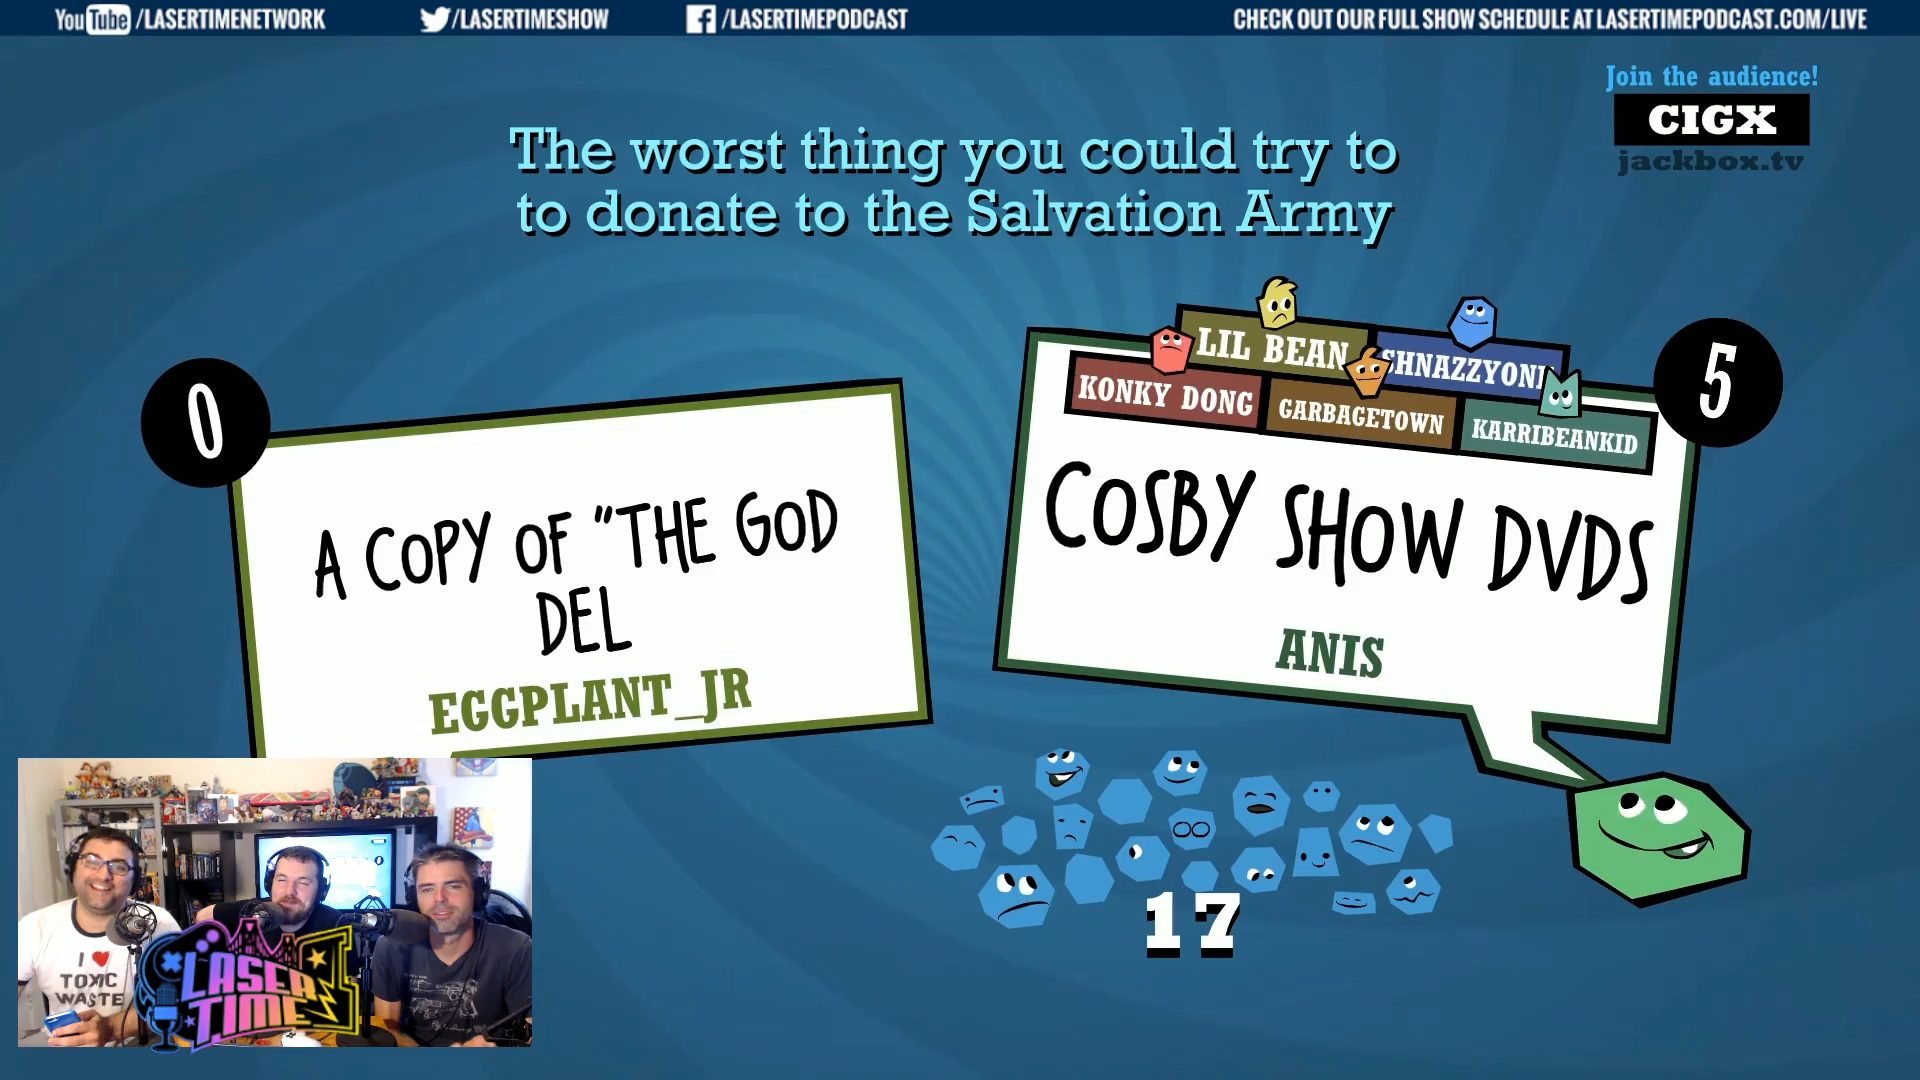 YouTube /LASERTIMENETWORK
/LASERTIMESHOW
f /LASERTIMEPODCAST
CHECK OUT OUR FULL SHOW SCHEDULE AT LASERTIMEPODCAST.COM/LIVE
Join the audience!
CIGX
jackbox.tv
The worst thing you could try to
to donate to the Salvation Army
0
A COPY OF "THE GOD
DEL
EGGPLANT_JR
LIL BEAN
KONKY DONG
GARBAGETOWN
KARRIBEANKID
5
COSBY SHOW DVDS
ANIS
17
I
TOXIC
WASTE
LASER
TIME